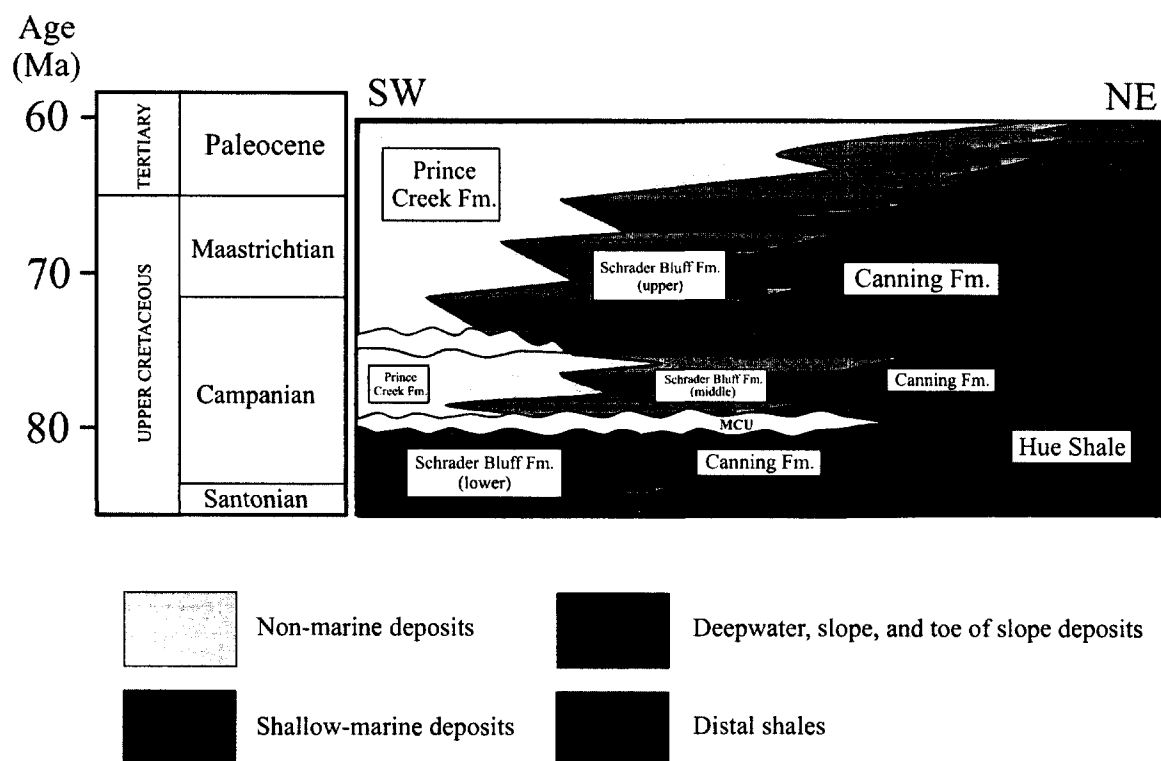 Age
(Ma)
SW
NE
60
70
80
TERTIARY
UPPER CRETACEOUS
Paleocene
Maastrichtian
Campanian
Santonian
Prince
Creek Fm.
Schrader Bluff Fm.
(upper)
Canning Fm.
Prince
Creek Fm.
Schrader Bluff Fm.
(middle)
Canning Fm.
MCU
Schrader Bluff Fm.
(lower)
Canning Fm.
Hue Shale
Non-marine deposits
Deepwater, slope, and toe of slope deposits
Shallow-marine deposits
Distal shales